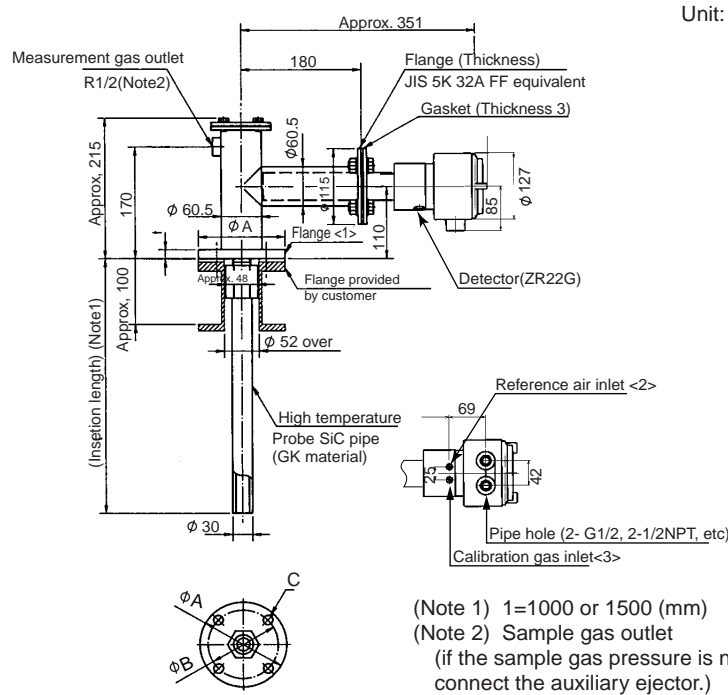 Unit:
Approx. 351
Measurement gas outlet
R1/2(Note2)
180
Flange (Thickness)
JIS 5K 32A FF equivalent
Gasket (Thickness 3)
Approx, 215
170
ϕ60.5
ϕ115
ϕ 127
85
ϕ 60.5
ϕA
Flange <1>
110
t
Approx. 48
Flange provided
by customer
Detector(ZR22G)
Approx, 100
(Insetion length) (Note1)
ϕ 52 over
Reference air inlet <2>
69
High temperature
Probe SiC pipe
(GK material)
25
42
ϕ 30
Pipe hole (2- G1/2, 2-1/2NPT, etc)
Calibration gas inlet<3>
ϕA
C
ϕB
(Note 1) 1=1000 or 1500 (mm)
(Note 2) Sample gas outlet
(if the sample gas pressure is n
connect the auxiliary ejector.)